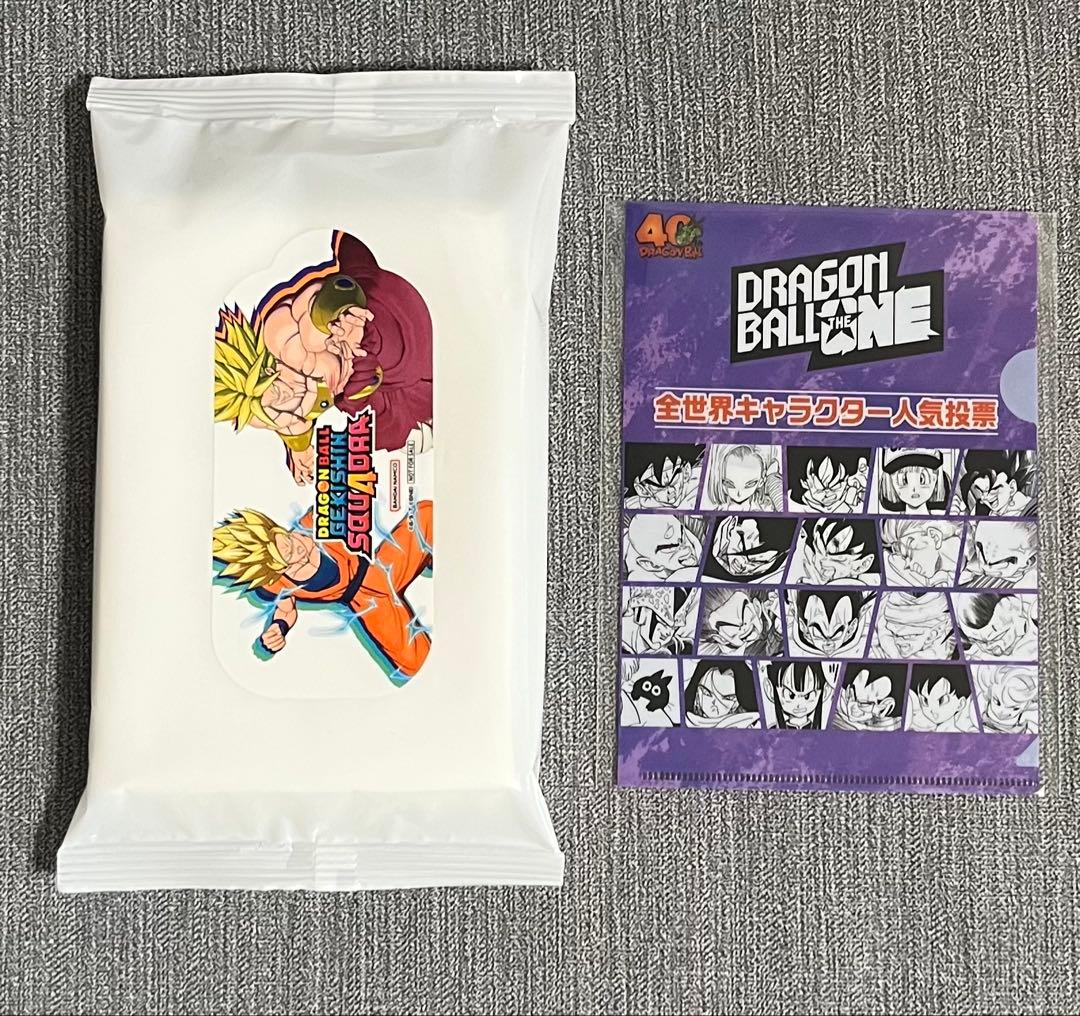 DRAGON BALL
GEKISHIN
SQUADRA
BANDAI NAMCO
NOT FOR SALE
40
DRAGON BALL
DRAGON
BALL THE ONE
全世界キャラクター人気投票